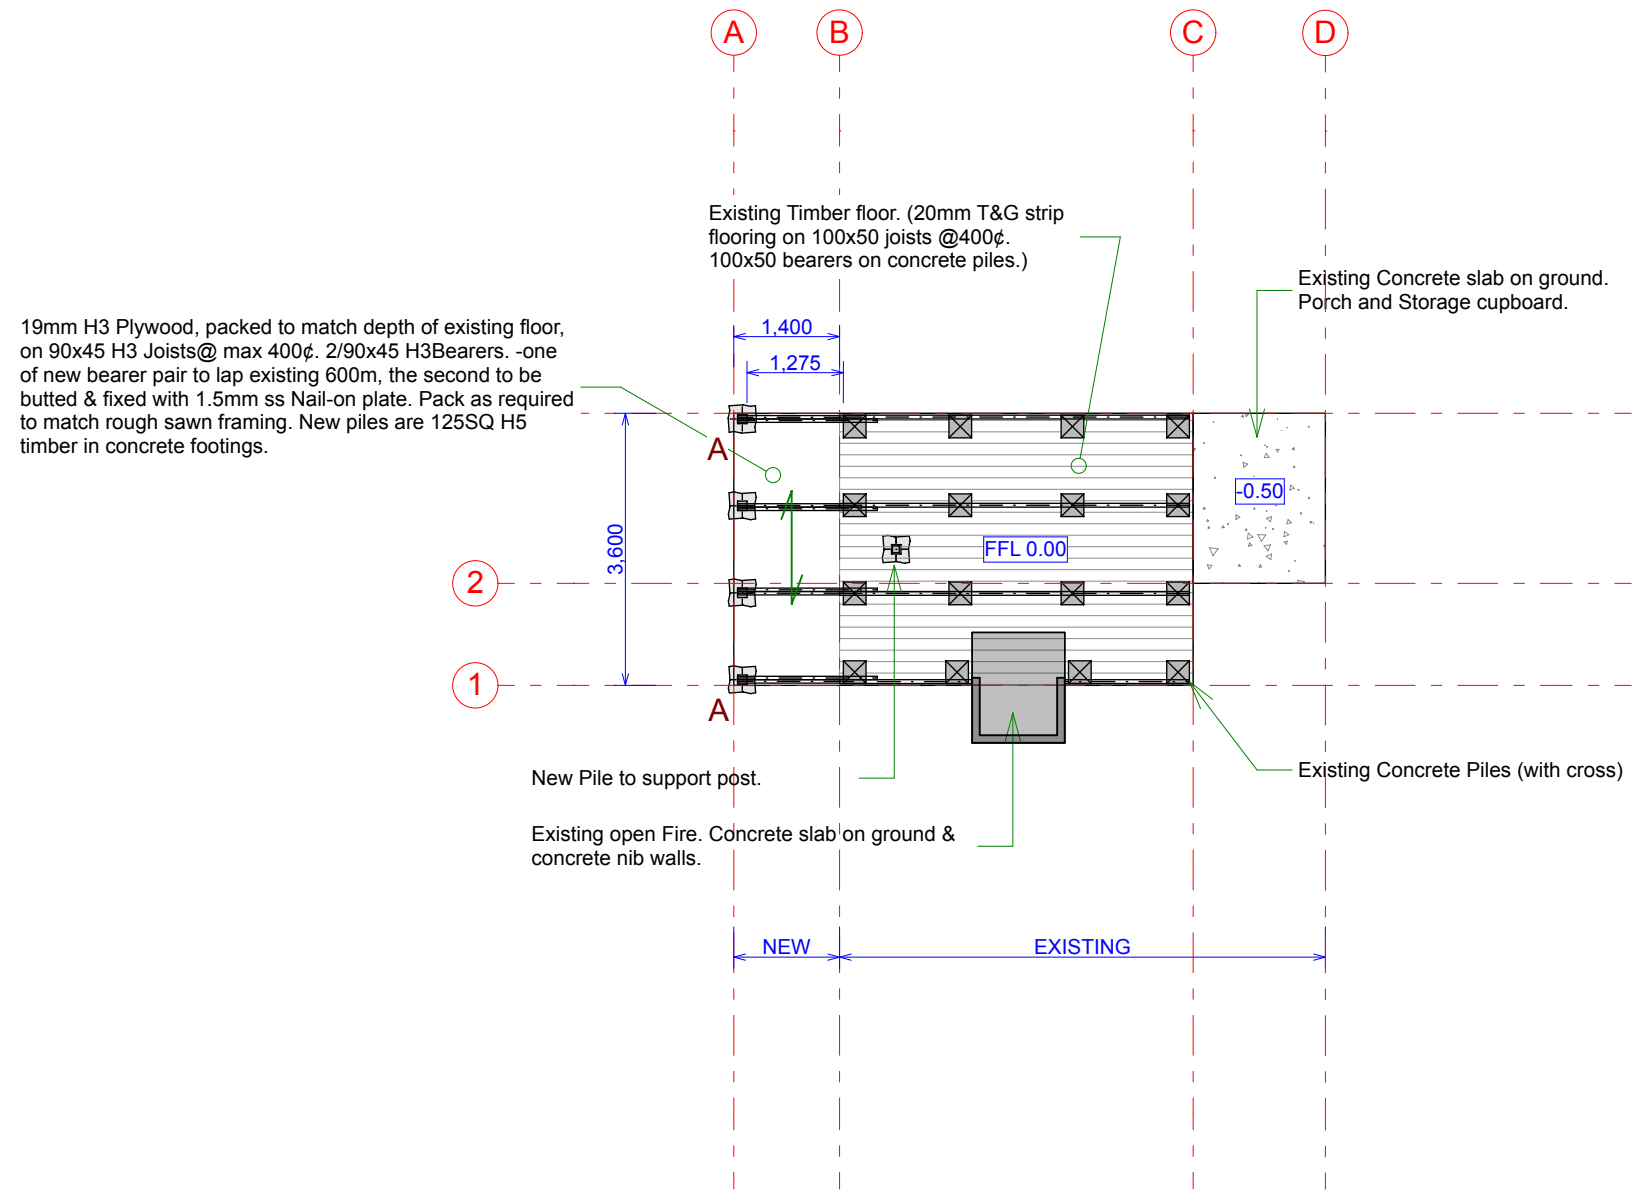 A
B
C
D
Existing Timber floor. (20mm T&G strip
flooring on 100x50 joists @400¢.
100x50 bearers on concrete piles.)
Existing Concrete slab on ground.
Porch and Storage cupboard.
19mm H3 Plywood, packed to match depth of existing floor,
on 90x45 H3 Joists@ max 400¢. 2/90x45 H3Bearers. -one
of new bearer pair to lap existing 600m, the second to be
butted & fixed with 1.5mm ss Nail-on plate. Pack as required
to match rough sawn framing. New piles are 125SQ H5
timber in concrete footings.
1,400
1,275
A
-0.50
3,600
FFL 0.00
2
1
A
New Pile to support post.
Existing Concrete Piles (with cross)
Existing open Fire. Concrete slab on ground &
concrete nib walls.
NEW
EXISTING